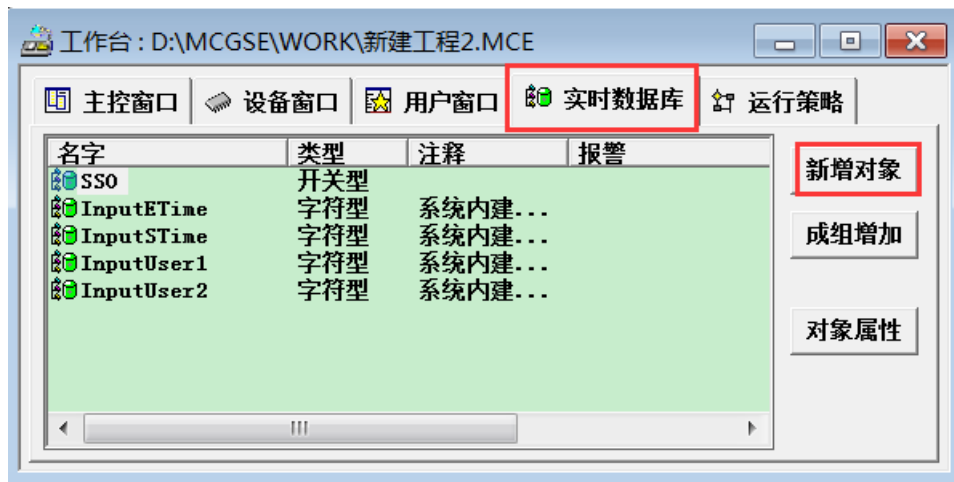 工作台 : D:\MCGSE\WORK\新建工程2.MCE
主控窗口 设备窗口 用户窗口 实时数据库 运行策略
名字 类型 注释 报警
SSO 开关型
InputETime 字符型 系统内建...
InputSTime 字符型 系统内建...
InputUser1 字符型 系统内建...
InputUser2 字符型 系统内建...
新增对象
成组增加
对象属性